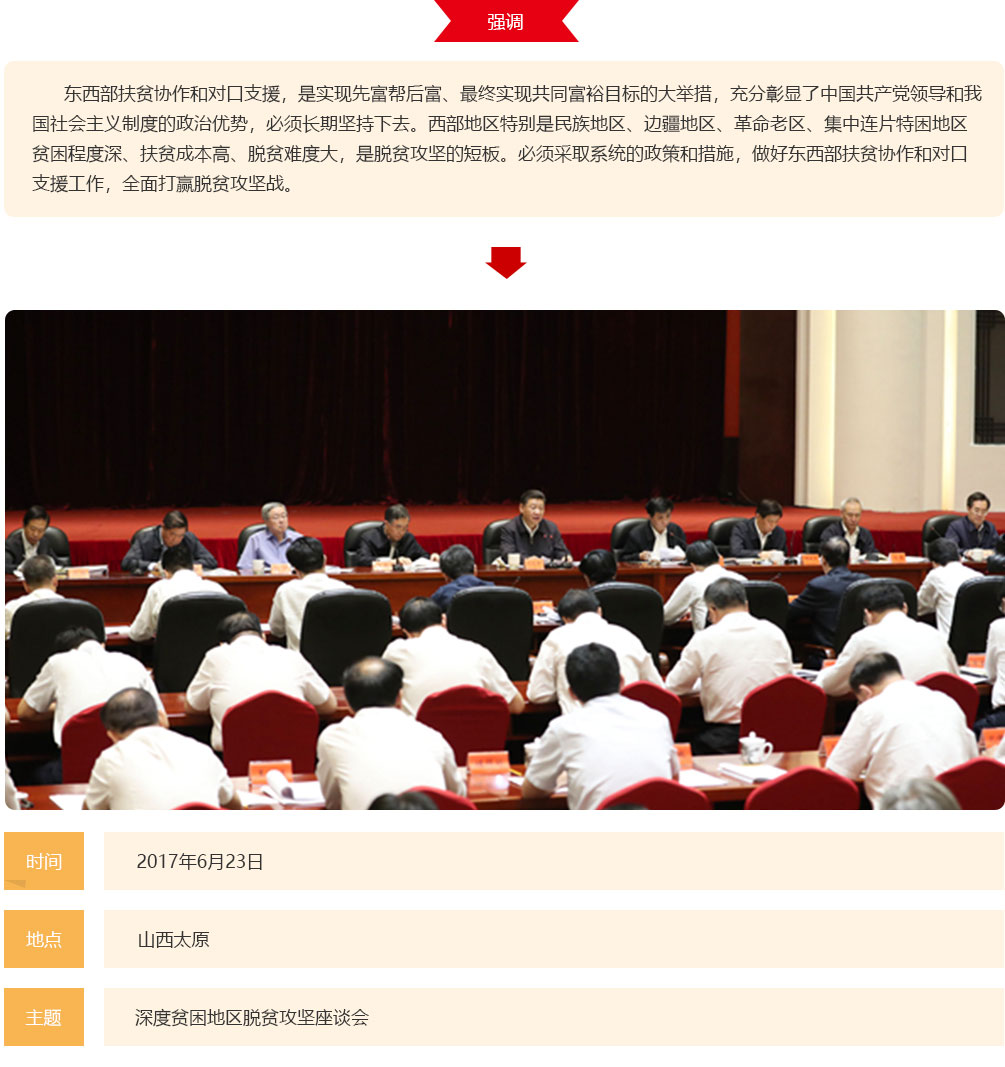 强调
东西部扶贫协作和对口支援，是实现先富帮后富、最终实现共同富裕目标的大举措，充分彰显了中国共产党领导和我
国社会主义制度的政治优势，必须长期坚持下去。西部地区特别是民族地区、边疆地区、革命老区、集中连片特困地区
贫困程度深、扶贫成本高、脱贫难度大，是脱贫攻坚的短板。必须采取系统的政策和措施，做好东西部扶贫协作和对口
支援工作，全面打赢脱贫攻坚战。
时间 2017年6月23日
地点 山西太原
主题 深度贫困地区脱贫攻坚座谈会